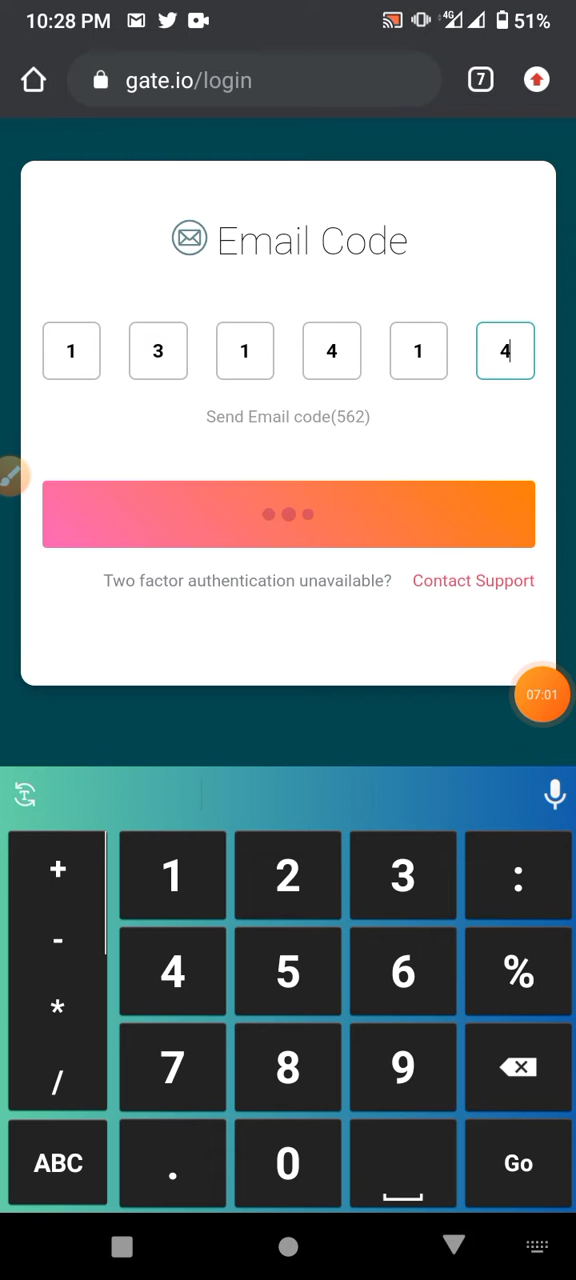 10:28 PM 4G 51%
gate.io/login 7
Email Code
1 3 1 4 1 4
Send Email code(562)
Two factor authentication unavailable? Contact Support
07:01
T
+ 1 2 3 :
- 4 5 6 %
* 7 8 9
/
ABC . 0 Go